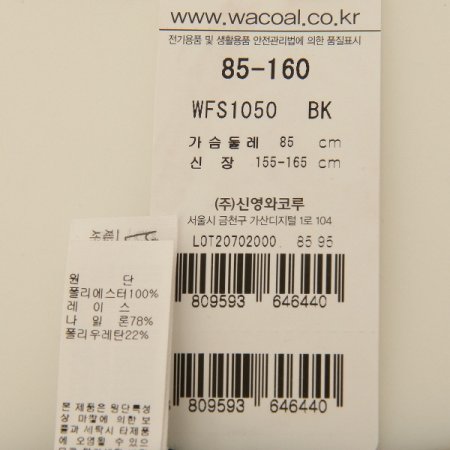 www.wacoal.co.kr
전기용품 및 생활용품 안전관리법에 의한 품질표시
85-160
WFS1050 BK
가슴둘레 85 cm
신장 155-165 cm
(주)신영와코루
서울시 금천구 가산디지털 1로 104
LOT20702000. 85 95
809593 646440
809593 646440
원 단
폴리에스터100%
레 이 스
나 일 론78%
폴리우레탄22%
본 제품은 원단특성
상 마찰에 의한 보
풀과 세탁시 타제품
에 오염될 수 있으